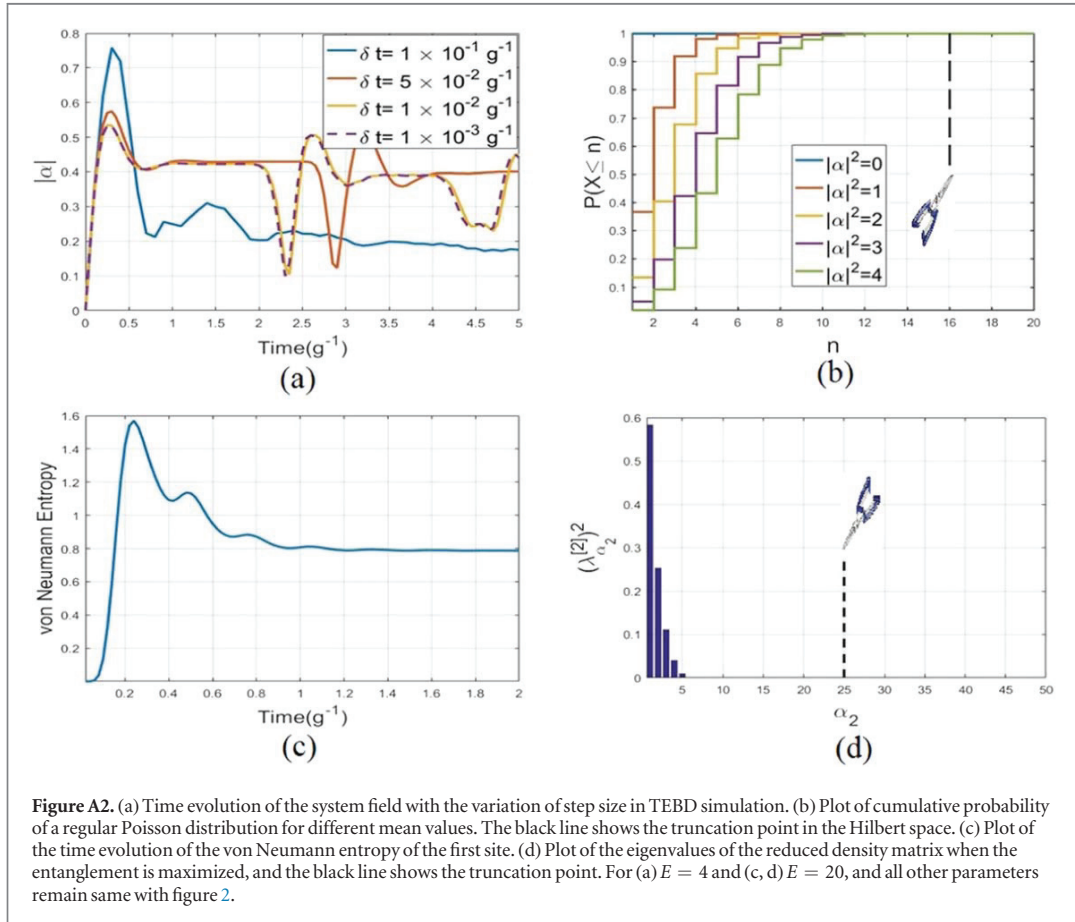 0.8
0.7
0.6
0.5
0.4
0.3
0.2
0.1
0
|α|
δ t= 1 × 10⁻¹ g⁻¹
δ t= 5 × 10⁻² g⁻¹
δ t= 1 × 10⁻² g⁻¹
δ t= 1 × 10⁻³ g⁻¹
0 0.5 1 1.5 2 2.5 3 3.5 4 4.5 5
Time(g⁻¹)
(a)
1
0.9
0.8
0.7
0.6
0.5
0.4
0.3
0.2
0.1
P(X≤ n)
|α|²=0
|α|²=1
|α|²=2
|α|²=3
|α|²=4
2 4 6 8 10 12 14 16 18 20
n
(b)
1.6
1.4
1.2
1
0.8
0.6
0.4
0.2
von Neumann Entropy
0.2 0.4 0.6 0.8 1 1.2 1.4 1.6 1.8 2
Time(g⁻¹)
(c)
0.6
0.5
0.4
0.3
0.2
0.1
0
(λ[2]α₂)²
5 10 15 20 25 30 35 40 45 50
α₂
(d)
Figure A2. (a) Time evolution of the system field with the variation of step size in TEBD simulation. (b) Plot of cumulative probability
of a regular Poisson distribution for different mean values. The black line shows the truncation point in the Hilbert space. (c) Plot of
the time evolution of the von Neumann entropy of the first site. (d) Plot of the eigenvalues of the reduced density matrix when the
entanglement is maximized, and the black line shows the truncation point. For (a) E = 4 and (c, d) E = 20, and all other parameters
remain same with figure 2.